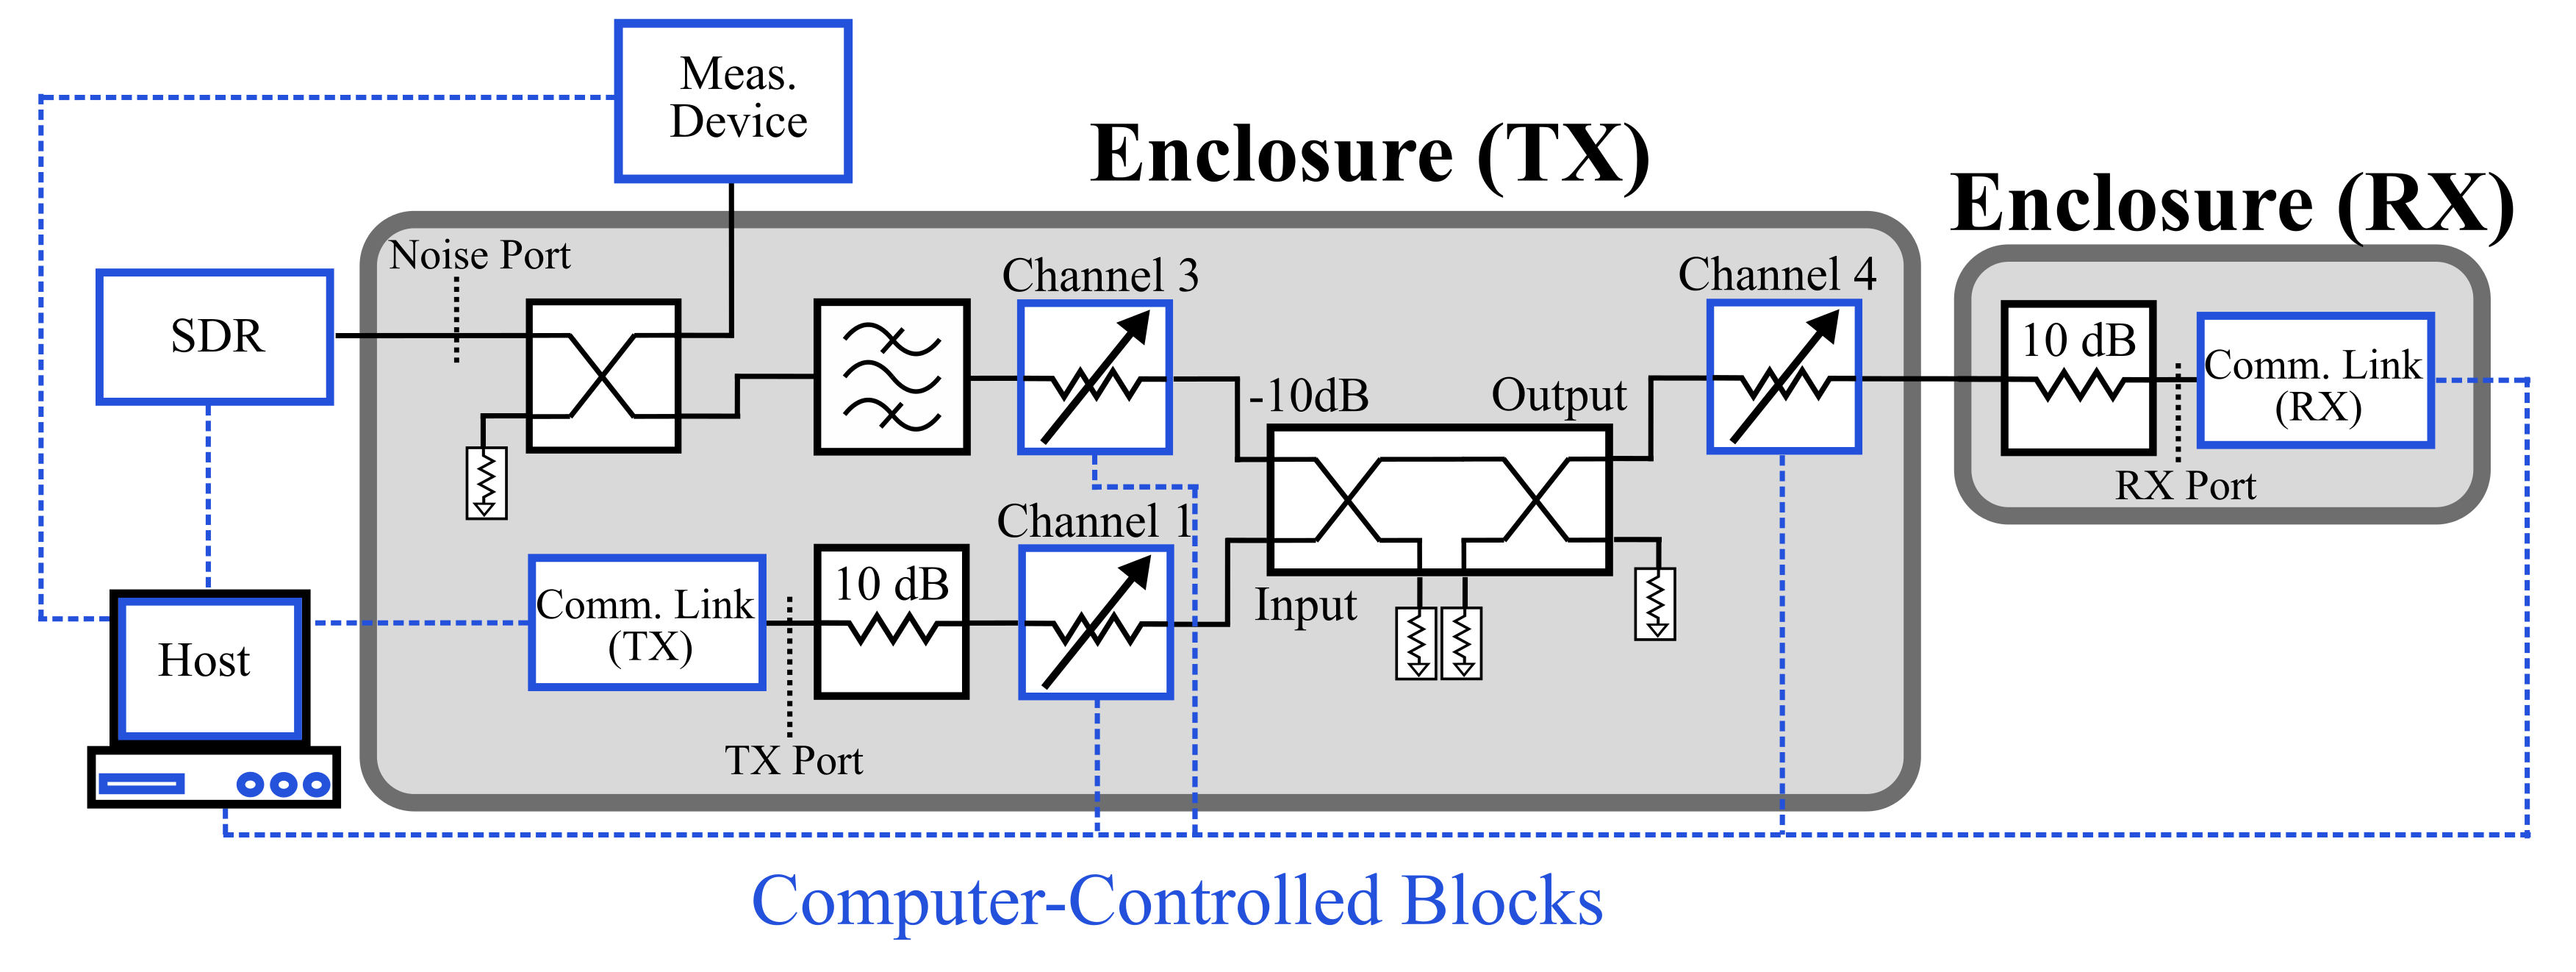 Meas.
Device
Enclosure (TX)
Enclosure (RX)
Noise Port
Channel 3
Channel 4
SDR
10 dB
Comm. Link
(RX)
-10dB
Output
RX Port
Channel 1
Host
Comm. Link
(TX)
10 dB
Input
TX Port
Computer-Controlled Blocks